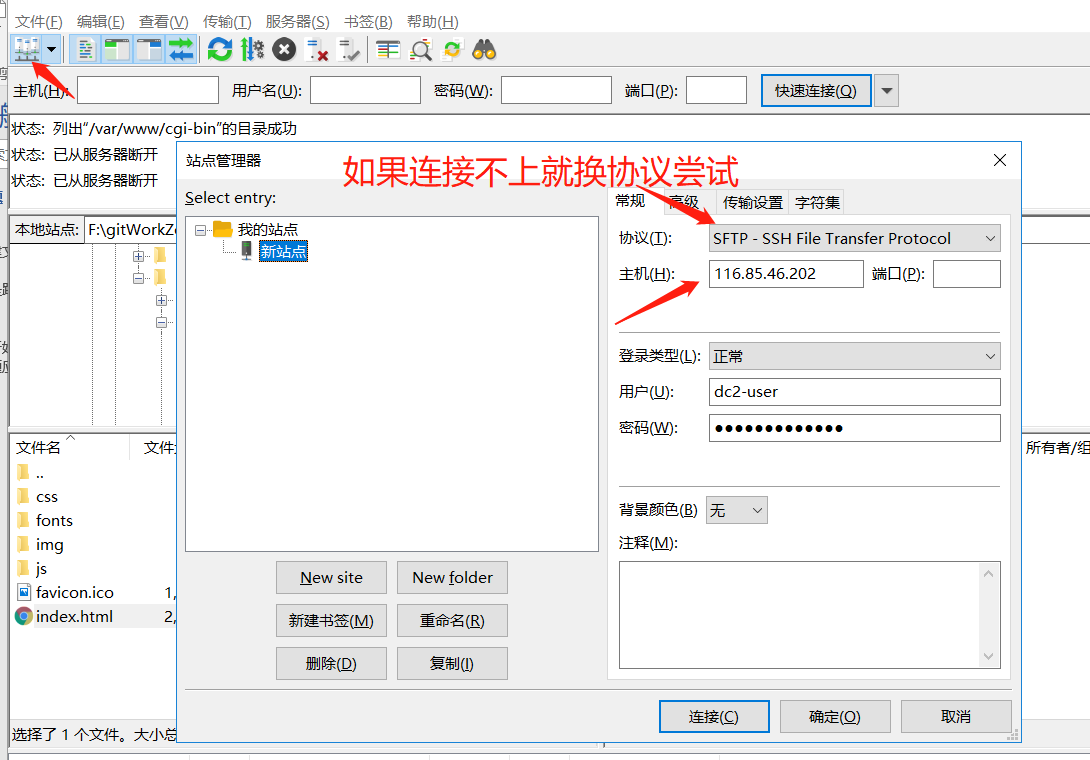 文件(F) 编辑(E) 查看(V) 传输(T) 服务器(S) 书签(B) 帮助(H)
主机(H): 用户名(U): 密码(W): 端口(P): 快速连接(Q)
状态: 列出"/var/www/cgi-bin"的目录成功
状态: 已从服务器断开
状态: 已从服务器断开
站点管理器
如果连接不上就换协议尝试
Select entry:
我的站点
新站点
New site New folder
新建书签(M) 重命名(R)
删除(D) 复制(I)
常规 高级 传输设置 字符集
协议(T): SFTP - SSH File Transfer Protocol
主机(H): 116.85.46.202 端口(P):
登录类型(L): 正常
用户(U): dc2-user
密码(W): ●●●●●●●●●●●●●
背景颜色(B) 无
注释(M):
连接(C) 确定(O) 取消
本地站点: F:\gitWorkZ
文件名 文件
所有者/组
..
css
fonts
img
js
favicon.ico 1,
index.html 2,
选择了 1 个文件。大小总